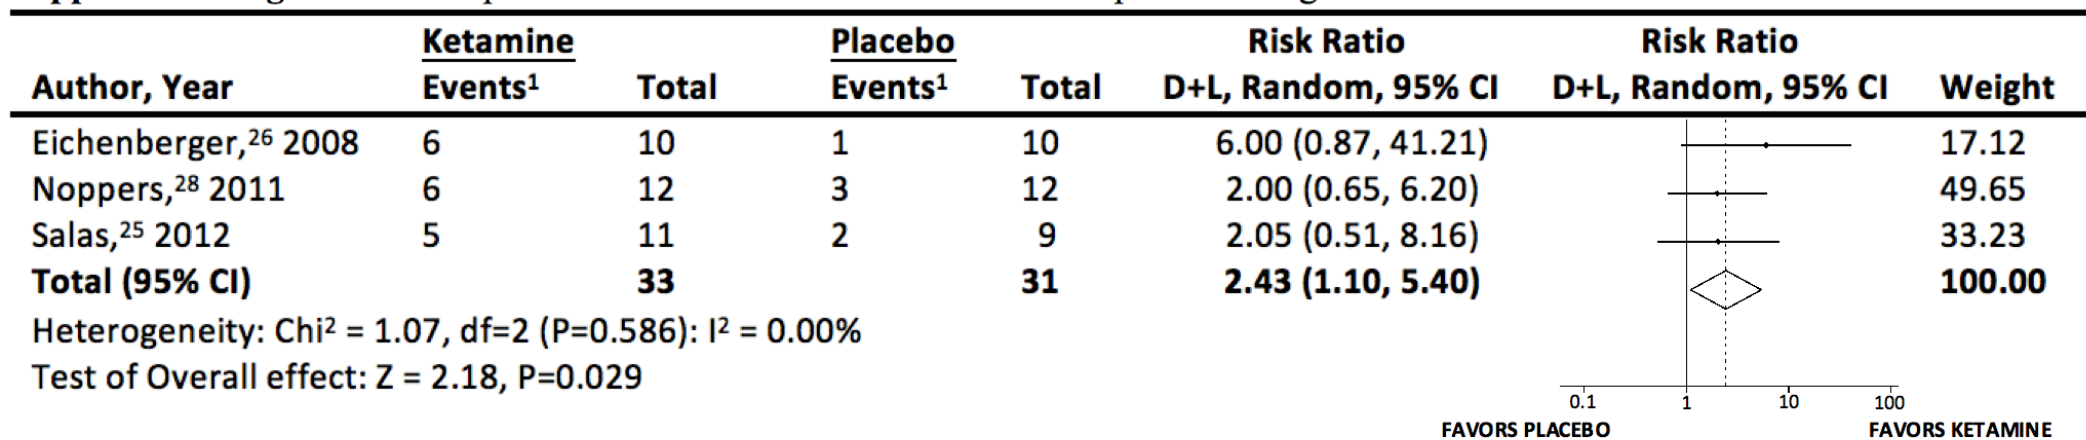 Ketamine Placebo Risk Ratio Risk Ratio
Author, Year Events¹ Total Events¹ Total D+L, Random, 95% CI D+L, Random, 95% CI Weight
Eichenberger,²⁶ 2008 6 10 1 10 6.00 (0.87, 41.21) 17.12
Noppers,²⁸ 2011 6 12 3 12 2.00 (0.65, 6.20) 49.65
Salas,²⁵ 2012 5 11 2 9 2.05 (0.51, 8.16) 33.23
Total (95% CI) 33 31 2.43 (1.10, 5.40) 100.00
Heterogeneity: Chi² = 1.07, df=2 (P=0.586): I² = 0.00%
Test of Overall effect: Z = 2.18, P=0.029
0.1 1 10 100
FAVORS PLACEBO FAVORS KETAMINE